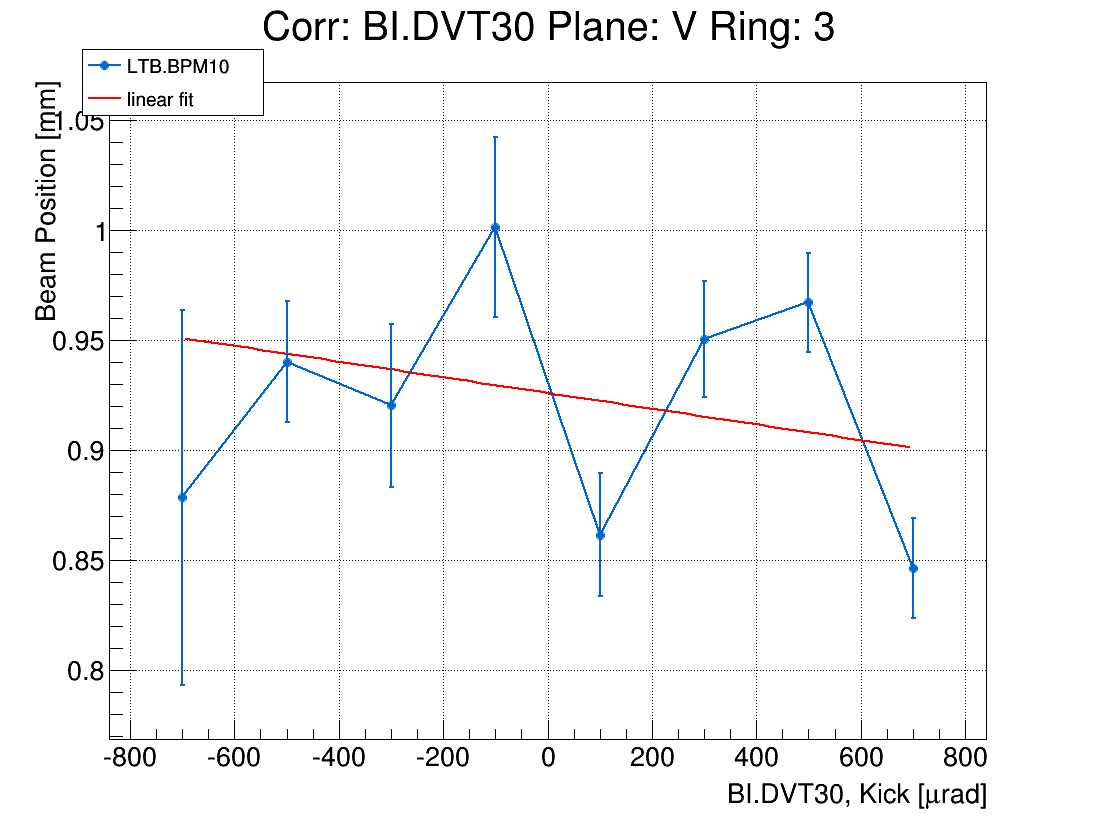 Corr: BI.DVT30 Plane: V Ring: 3
LTB.BPM10
linear fit
Beam Position [mm]
1.05
1
0.95
0.9
0.85
0.8
-800 -600 -400 -200 0 200 400 600 800
BI.DVT30, Kick [μrad]